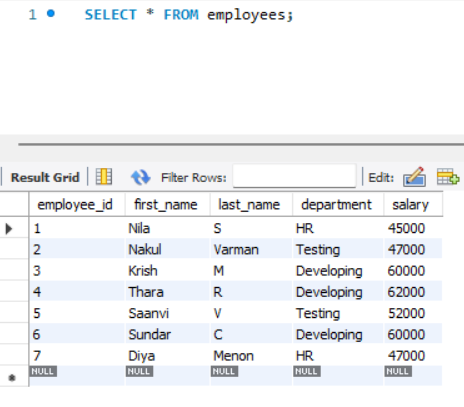 1 SELECT * FROM employees;
Result Grid Filter Rows: Edit:
employee_id first_name last_name department salary
1 Nila S HR 45000
2 Nakul Varman Testing 47000
3 Krish M Developing 60000
4 Thara R Developing 62000
5 Saanvi V Testing 52000
6 Sundar C Developing 60000
7 Diya Menon HR 47000
NULL NULL NULL NULL NULL